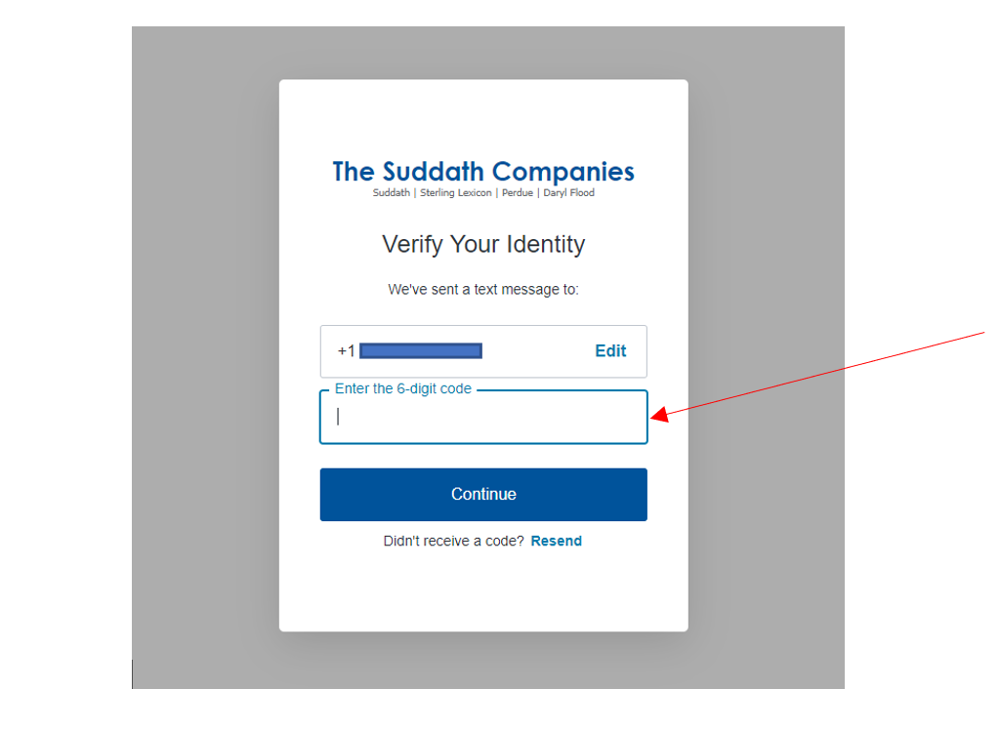 The Suddath Companies
Suddath | Sterling Lexicon | Perdue | Daryl Flood
Verify Your Identity
We've sent a text message to:
+1 Edit
Enter the 6-digit code
Continue
Didn't receive a code? Resend